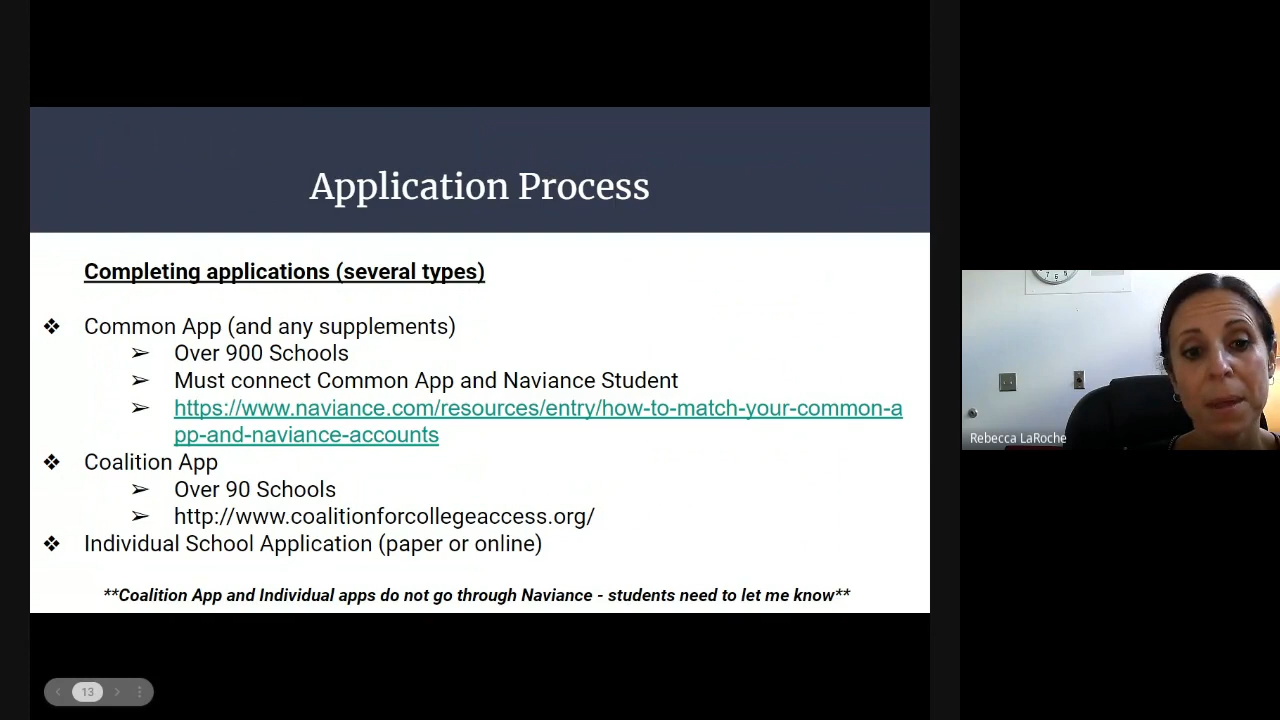 Application Process
Completing applications (several types)
❖ Common App (and any supplements)
➢ Over 900 Schools
➢ Must connect Common App and Naviance Student
➢ https://www.naviance.com/resources/entry/how-to-match-your-common-a
pp-and-naviance-accounts
❖ Coalition App
➢ Over 90 Schools
➢ http://www.coalitionforcollegeaccess.org/
❖ Individual School Application (paper or online)
**Coalition App and Individual apps do not go through Naviance - students need to let me know**
7 6 5
Rebecca LaRoche
13